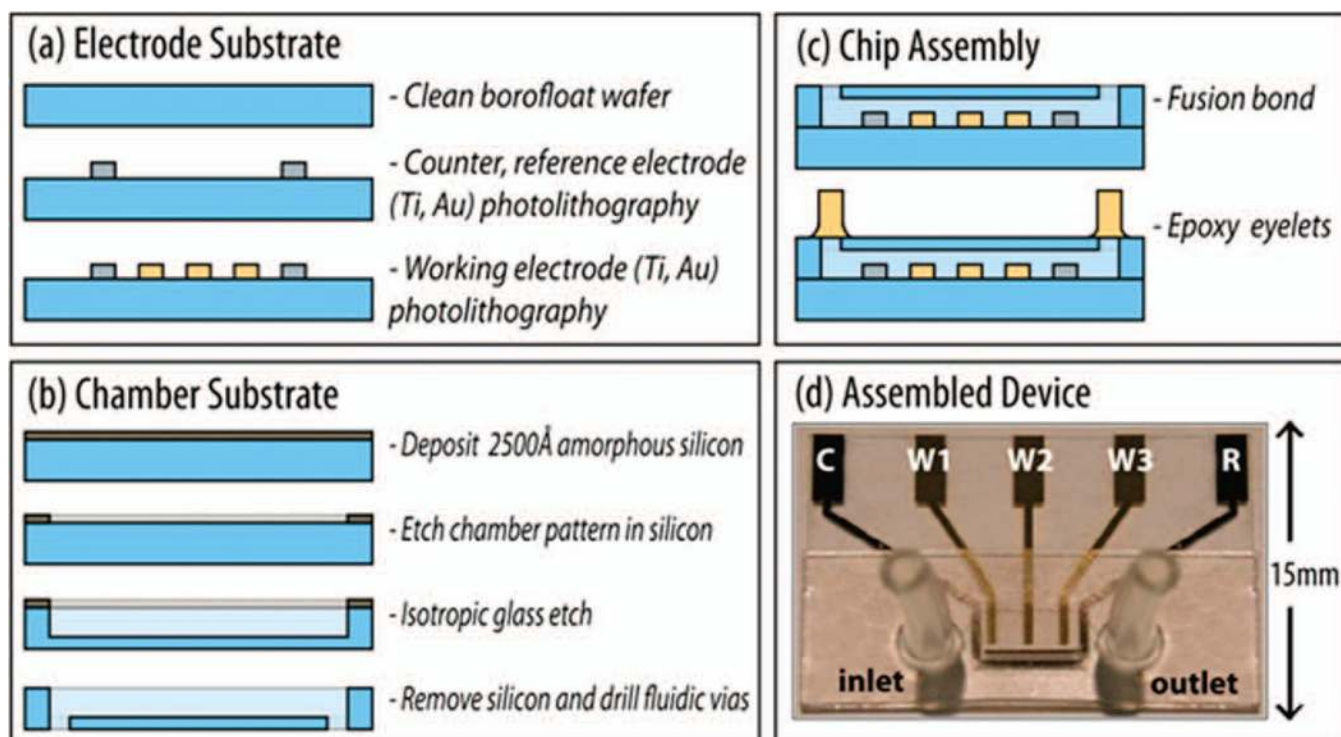 (a) Electrode Substrate
- Clean borofloat wafer
- Counter, reference electrode
(Ti, Au) photolithography
- Working electrode (Ti, Au)
photolithography
(b) Chamber Substrate
- Deposit 2500Å amorphous silicon
- Etch chamber pattern in silicon
- Isotropic glass etch
- Remove silicon and drill fluidic vias
(c) Chip Assembly
- Fusion bond
- Epoxy eyelets
(d) Assembled Device
C W1 W2 W3 R
15mm
inlet outlet